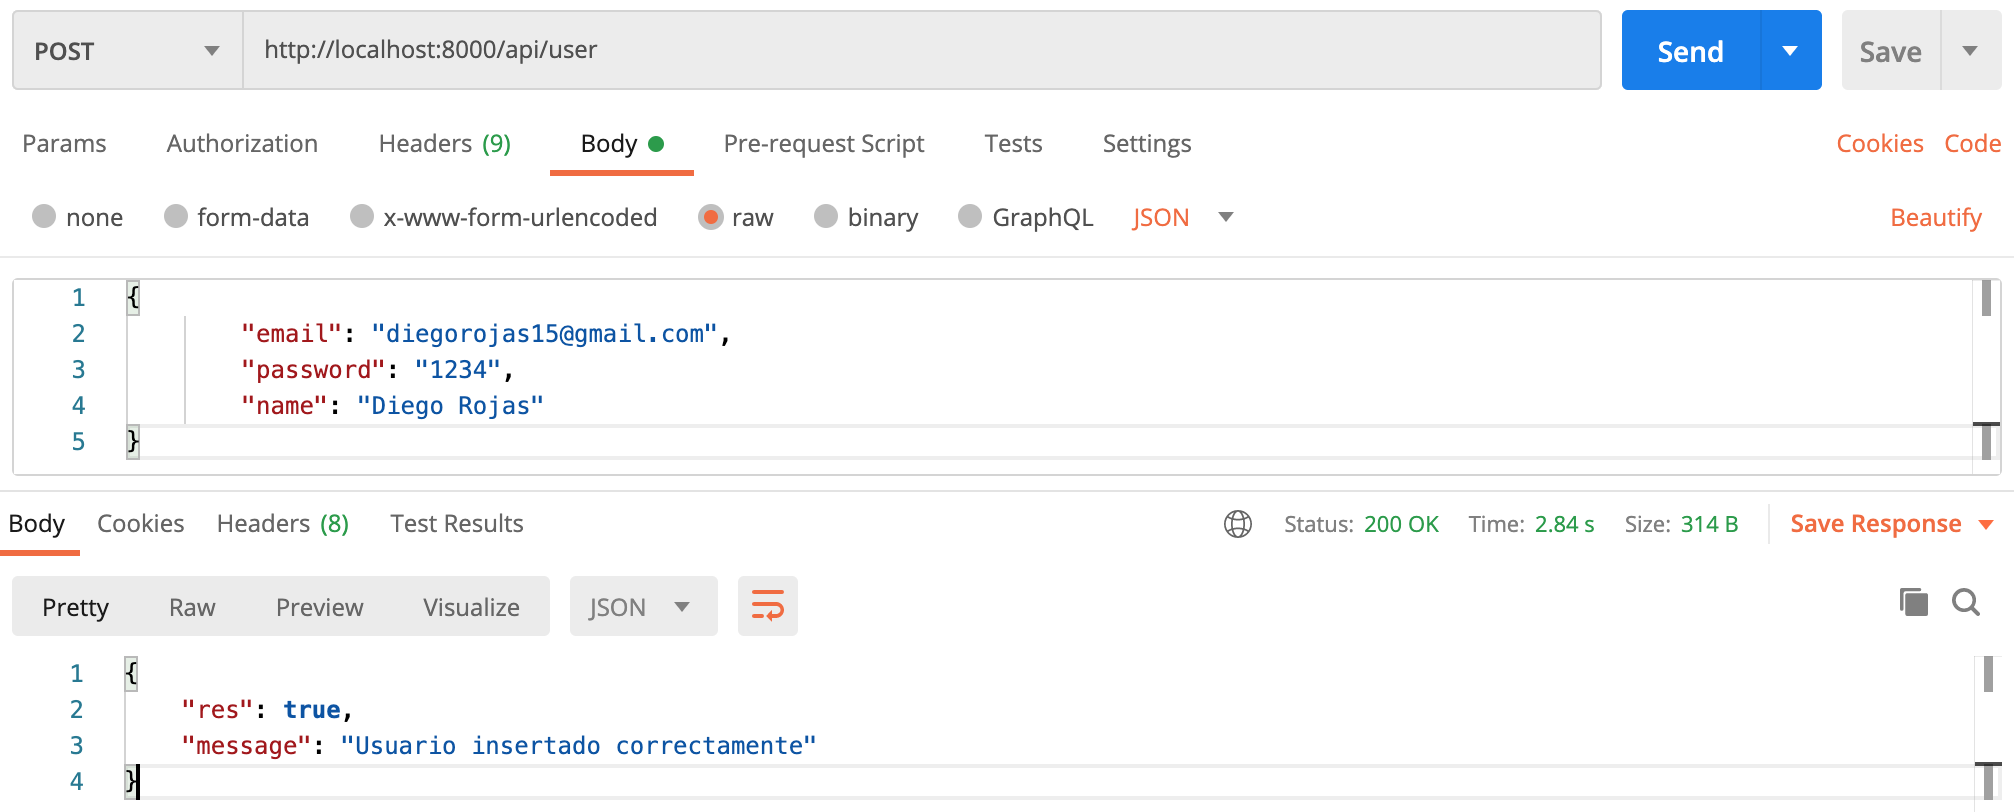 POST http://localhost:8000/api/user Send Save
Params Authorization Headers (9) Body Pre-request Script Tests Settings Cookies Code
none form-data x-www-form-urlencoded raw binary GraphQL JSON Beautify
1 {
2 "email": "diegorojas15@gmail.com",
3 "password": "1234",
4 "name": "Diego Rojas"
5 }
Body Cookies Headers (8) Test Results Status: 200 OK Time: 2.84 s Size: 314 B Save Response
Pretty Raw Preview Visualize JSON
1 {
2 "res": true,
3 "message": "Usuario insertado correctamente"
4 }